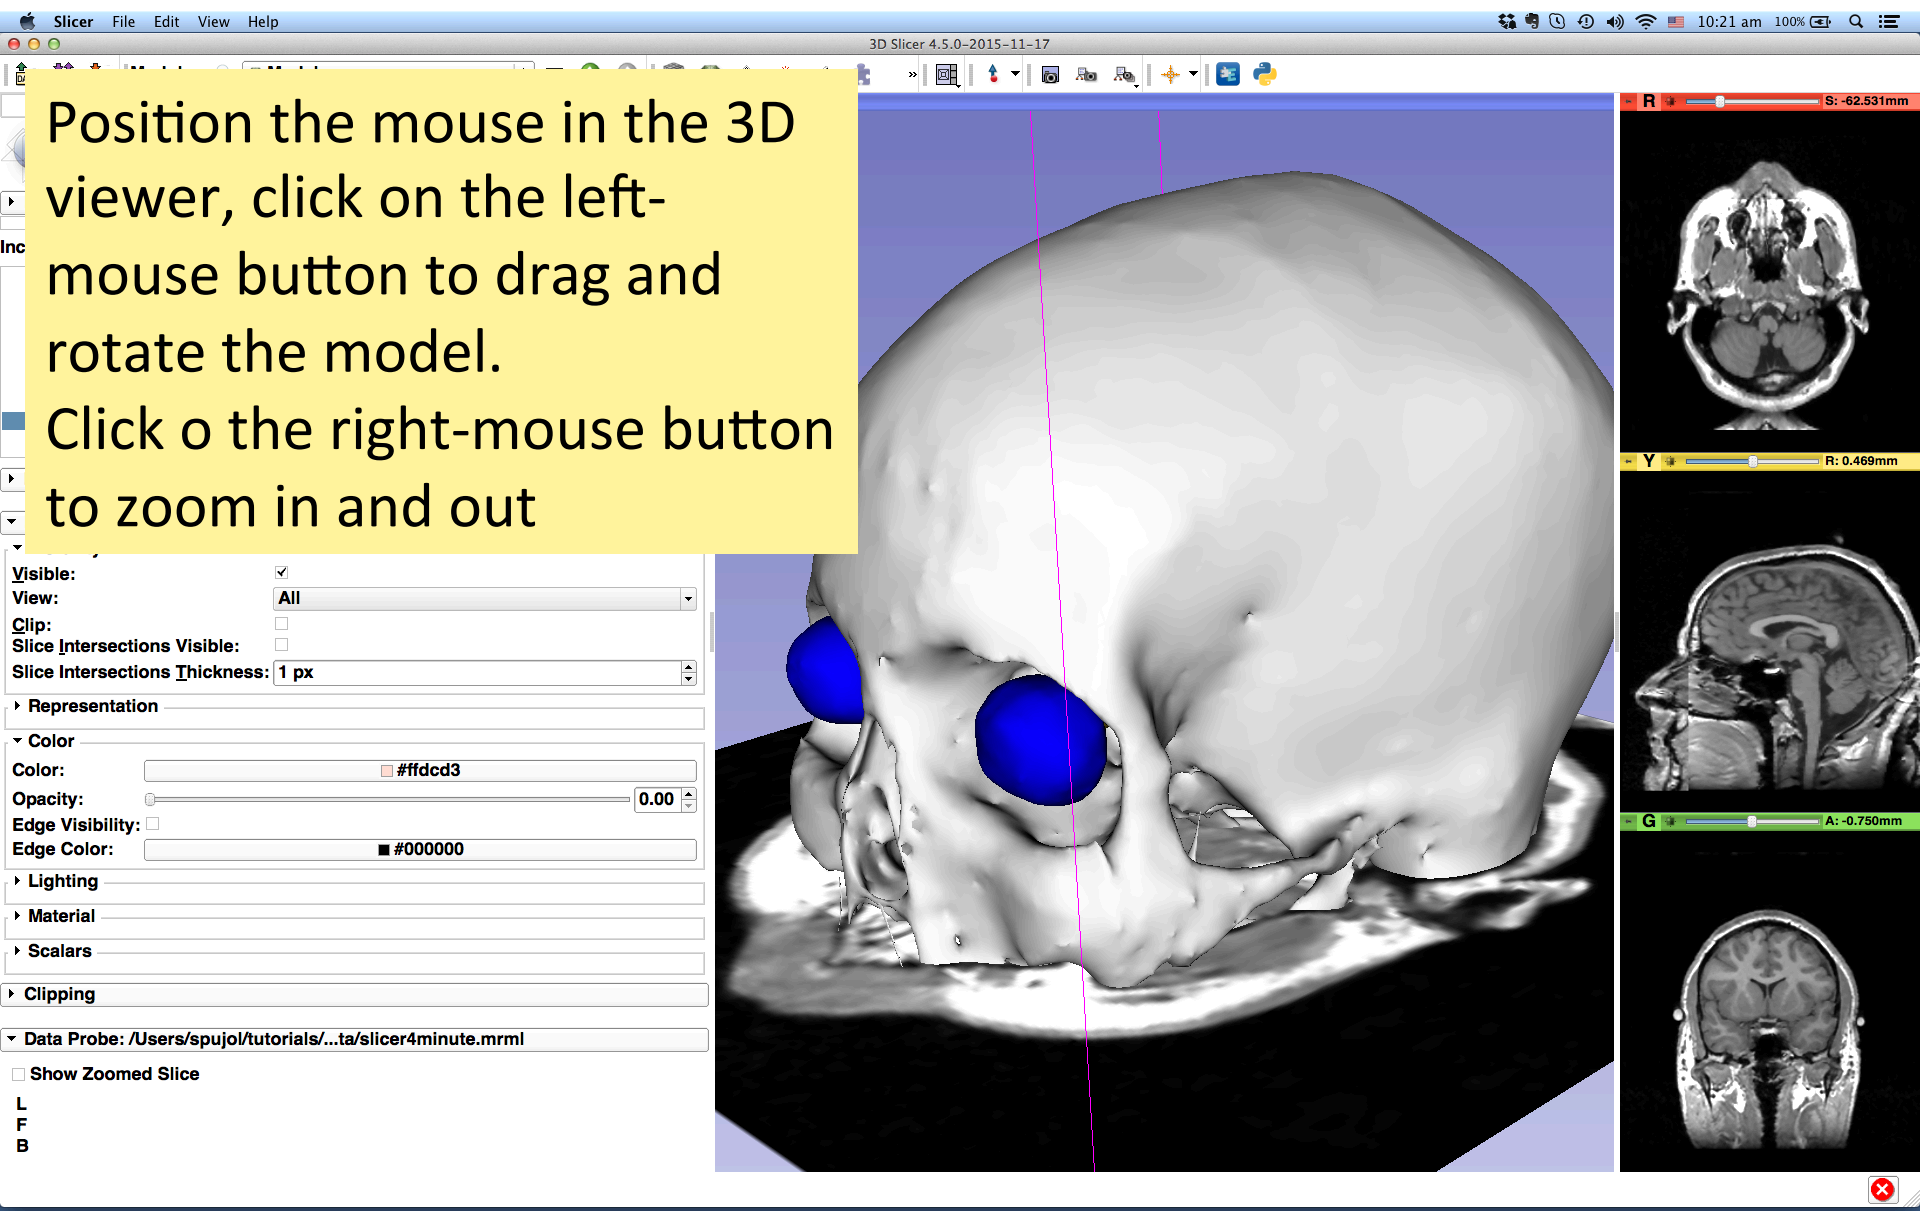 Slicer File Edit View Help 10:21 am 100%
3D Slicer 4.5.0-2015-11-17
Position the mouse in the 3D
viewer, click on the left-
mouse button to drag and
rotate the model.
Click o the right-mouse button
to zoom in and out
Inc
Visible:
View: All
Clip:
Slice Intersections Visible:
Slice Intersections Thickness: 1 px
Representation
Color
Color: #ffdcd3
Opacity: 0.00
Edge Visibility:
Edge Color: #000000
Lighting
Material
Scalars
Clipping
Data Probe: /Users/spujol/tutorials/...ta/slicer4minute.mrml
Show Zoomed Slice
L
F
B
R S: -62.531mm
Y R: 0.469mm
G A: -0.750mm